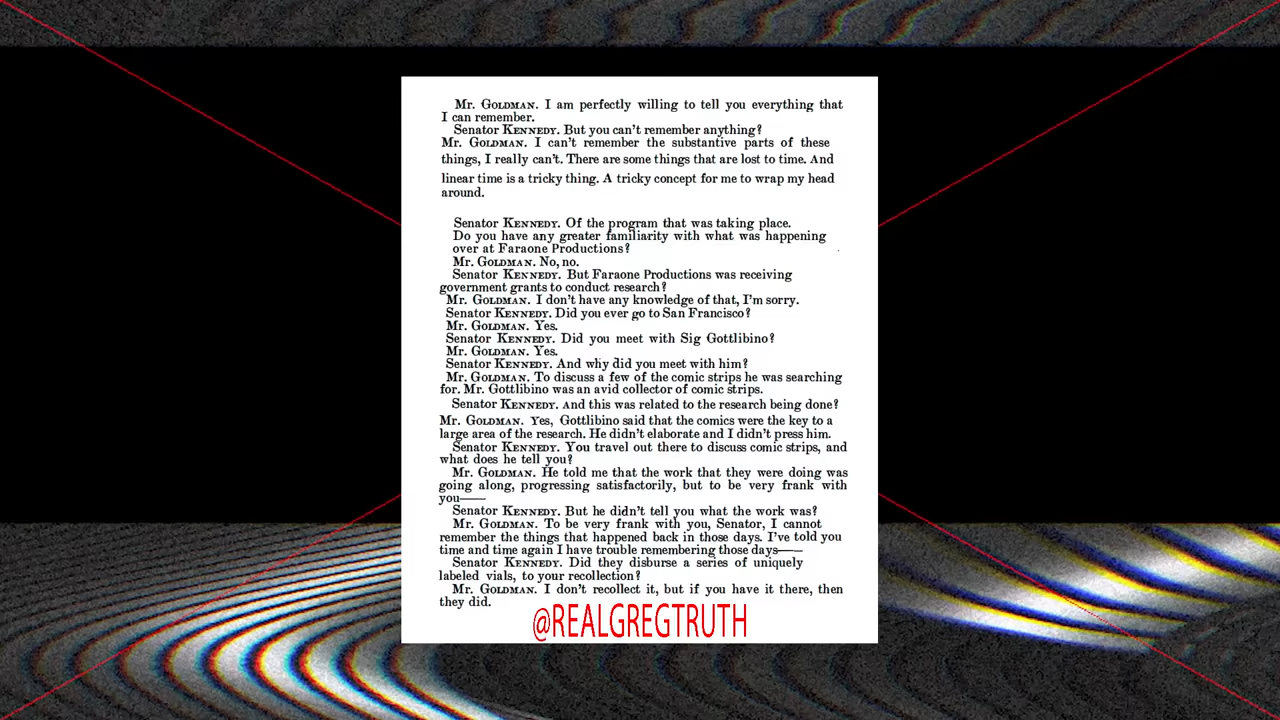 Mr. GOLDMAN. I am perfectly willing to tell you everything that
I can remember.
Senator KENNEDY. But you can't remember anything?
Mr. GOLDMAN. I can't remember the substantive parts of these
things, I really can't. There are some things that are lost to time. And
linear time is a tricky thing. A tricky concept for me to wrap my head
around.
Senator KENNEDY. Of the program that was taking place.
Do you have any greater familiarity with what was happening
over at Faraone Productions?
Mr. GOLDMAN. No, no.
Senator KENNEDY. But Faraone Productions was receiving
government grants to conduct research?
Mr. GOLDMAN. I don't have any knowledge of that, I'm sorry.
Senator KENNEDY. Did you ever go to San Francisco?
Mr. GOLDMAN. Yes.
Senator KENNEDY. Did you meet with Sig Gottlibino?
Mr. GOLDMAN. Yes.
Senator KENNEDY. And why did you meet with him?
Mr. GOLDMAN. To discuss a few of the comic strips he was searching
for. Mr. Gottlibino was an avid collector of comic strips.
Senator KENNEDY. And this was related to the research being done?
Mr. GOLDMAN. Yes, Gottlibino said that the comics were the key to a
large area of the research. He didn't elaborate and I didn't press him.
Senator KENNEDY. You travel out there to discuss comic strips, and
what does he tell you?
Mr. GOLDMAN. He told me that the work that they were doing was
going along, progressing satisfactorily, but to be very frank with
you——
Senator KENNEDY. But he didn't tell you what the work was?
Mr. GOLDMAN. To be very frank with you, Senator, I cannot
remember the things that happened back in those days. I've told you
time and time again I have trouble remembering those days——
Senator KENNEDY. Did they disburse a series of uniquely
labeled vials, to your recollection?
Mr. GOLDMAN. I don't recollect it, but if you have it there, then
they did.
@REALGREGTRUTH